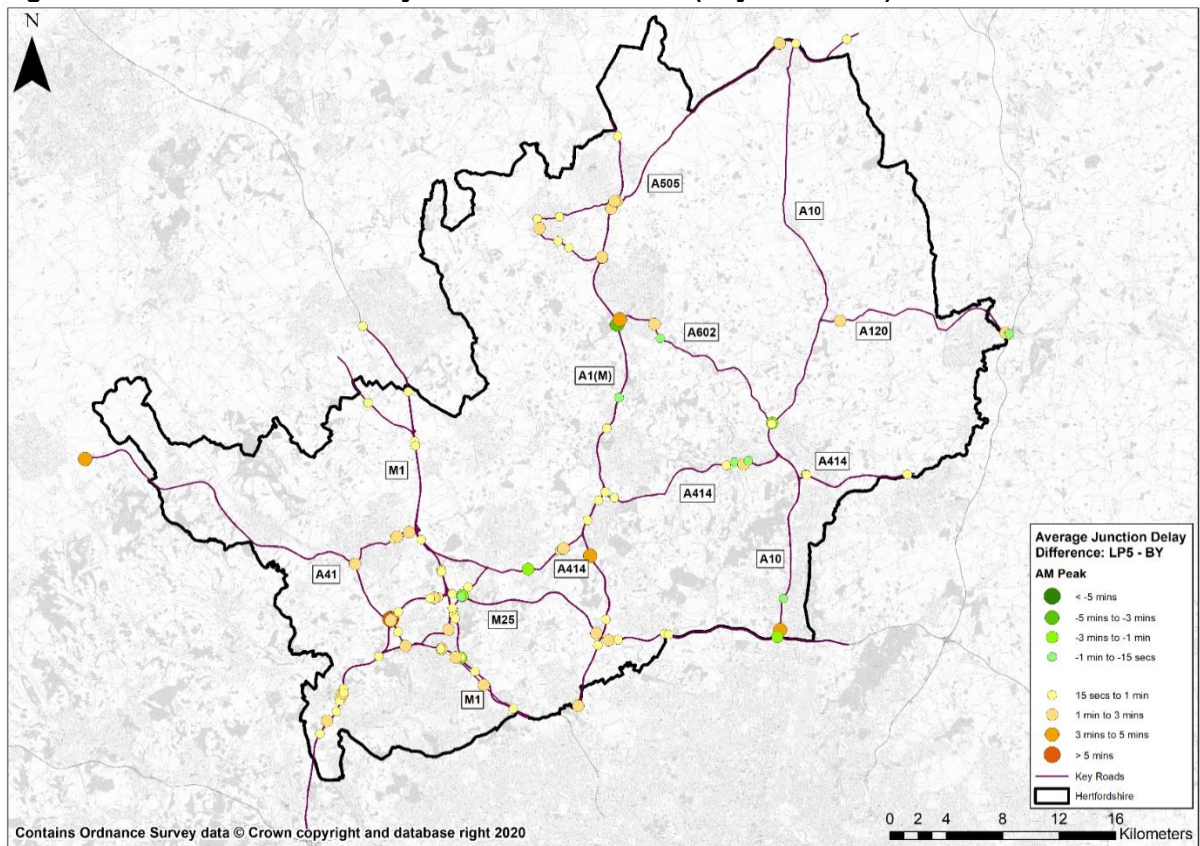 N
A505
A10
A602
A120
A1(M)
M1
A414
A414
A41
A414
A10
M25
M1
Average Junction Delay
Difference: LP5 - BY
AM Peak
< -5 mins
-5 mins to -3 mins
-3 mins to -1 min
-1 min to -15 secs
15 secs to 1 min
1 min to 3 mins
3 mins to 5 mins
> 5 mins
Key Roads
Hertfordshire
Contains Ordnance Survey data © Crown copyright and database right 2020
0 2 4 8 12 16
Kilometers